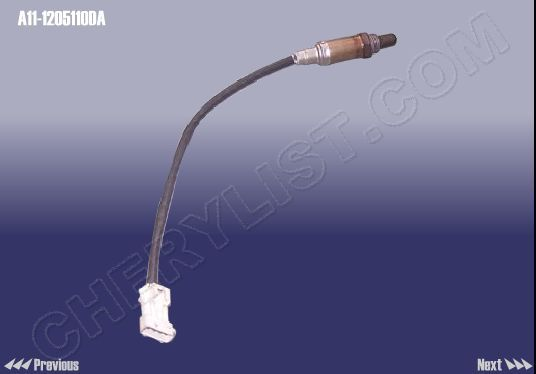 A11-1205110DA
CHERYLIST.COM
Previous
Next